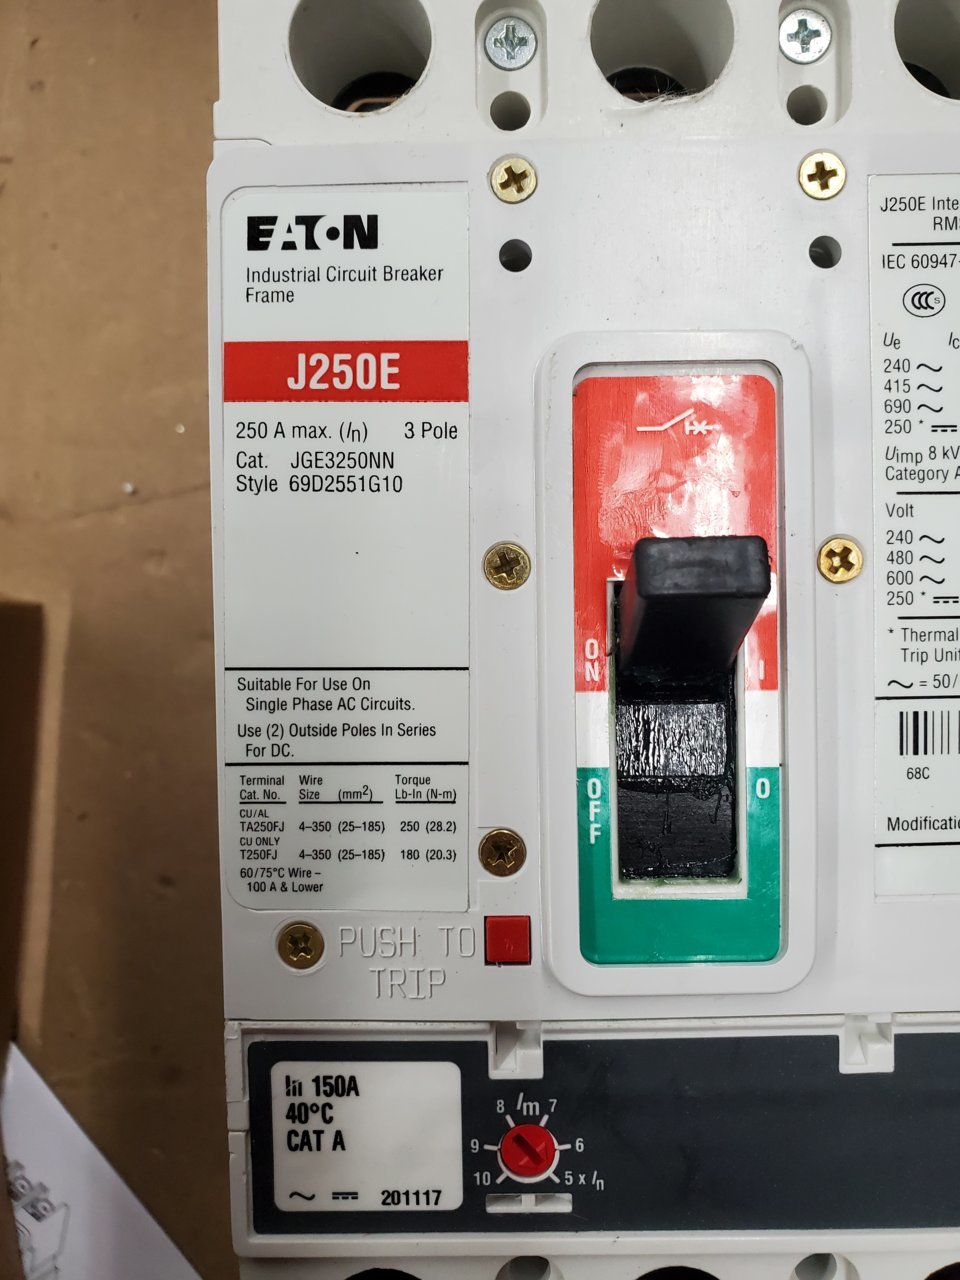 EATON
Industrial Circuit Breaker
Frame
J250E
250 A max. (In) 3 Pole
Cat. JGE3250NN
Style 69D2551G10
Suitable For Use On
Single Phase AC Circuits.
Use (2) Outside Poles In Series
For DC.
Terminal Wire Torque
Cat. No. Size (mm²) Lb-In (N-m)
CU/AL
TA250FJ 4–350 (25–185) 250 (28.2)
CU ONLY
T250FJ 4–350 (25–185) 180 (20.3)
60/75°C Wire –
100 A & Lower
PUSH TO
TRIP
ON I
OFF O
J250E
IEC 60947-
CCC S
Ue
240 ~
415 ~
690 ~
250 * ⎓
Uimp 8 kV
Category A
Volt
240 ~
480 ~
600 ~
250 * ⎓
* Thermal
Trip Unit
~ = 50/
68C
In 150A
40°C
CAT A
~ ⎓ 201117
8 Im 7
9 6
10 5 x In